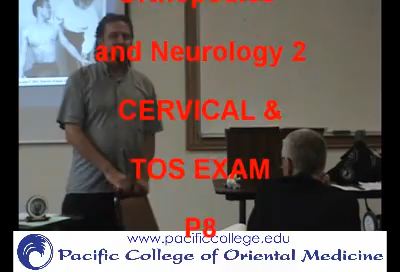 and Neurology 2
CERVICAL &
TOS EXAM
P8
www.pacificcollege.edu
Pacific College of Oriental Medicine